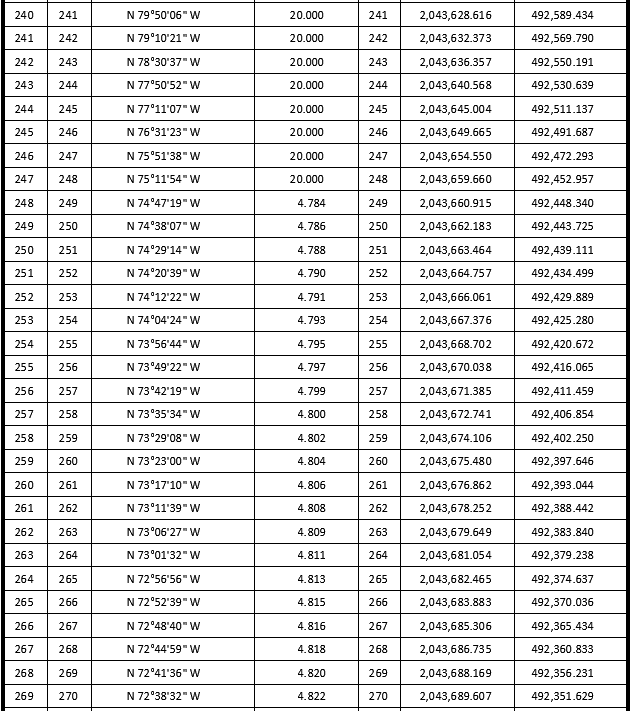 240 241 N 79°50'06" W 20.000 241 2,043,628.616 492,589.434
241 242 N 79°10'21" W 20.000 242 2,043,632.373 492,569.790
242 243 N 78°30'37" W 20.000 243 2,043,636.357 492,550.191
243 244 N 77°50'52" W 20.000 244 2,043,640.568 492,530.639
244 245 N 77°11'07" W 20.000 245 2,043,645.004 492,511.137
245 246 N 76°31'23" W 20.000 246 2,043,649.665 492,491.687
246 247 N 75°51'38" W 20.000 247 2,043,654.550 492,472.293
247 248 N 75°11'54" W 20.000 248 2,043,659.660 492,452.957
248 249 N 74°47'19" W 4.784 249 2,043,660.915 492,448.340
249 250 N 74°38'07" W 4.786 250 2,043,662.183 492,443.725
250 251 N 74°29'14" W 4.788 251 2,043,663.464 492,439.111
251 252 N 74°20'39" W 4.790 252 2,043,664.757 492,434.499
252 253 N 74°12'22" W 4.791 253 2,043,666.061 492,429.889
253 254 N 74°04'24" W 4.793 254 2,043,667.376 492,425.280
254 255 N 73°56'44" W 4.795 255 2,043,668.702 492,420.672
255 256 N 73°49'22" W 4.797 256 2,043,670.038 492,416.065
256 257 N 73°42'19" W 4.799 257 2,043,671.385 492,411.459
257 258 N 73°35'34" W 4.800 258 2,043,672.741 492,406.854
258 259 N 73°29'08" W 4.802 259 2,043,674.106 492,402.250
259 260 N 73°23'00" W 4.804 260 2,043,675.480 492,397.646
260 261 N 73°17'10" W 4.806 261 2,043,676.862 492,393.044
261 262 N 73°11'39" W 4.808 262 2,043,678.252 492,388.442
262 263 N 73°06'27" W 4.809 263 2,043,679.649 492,383.840
263 264 N 73°01'32" W 4.811 264 2,043,681.054 492,379.238
264 265 N 72°56'56" W 4.813 265 2,043,682.465 492,374.637
265 266 N 72°52'39" W 4.815 266 2,043,683.883 492,370.036
266 267 N 72°48'40" W 4.816 267 2,043,685.306 492,365.434
267 268 N 72°44'59" W 4.818 268 2,043,686.735 492,360.833
268 269 N 72°41'36" W 4.820 269 2,043,688.169 492,356.231
269 270 N 72°38'32" W 4.822 270 2,043,689.607 492,351.629